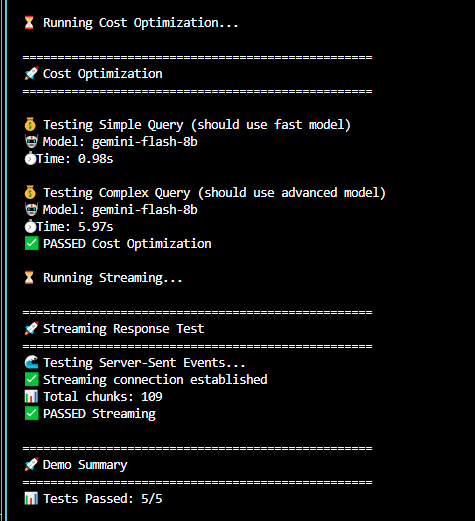 ⏳ Running Cost Optimization...
==================================================
🚀 Cost Optimization
==================================================
💰 Testing Simple Query (should use fast model)
🤖 Model: gemini-flash-8b
⏱️Time: 0.98s
💰 Testing Complex Query (should use advanced model)
🤖 Model: gemini-flash-8b
⏱️Time: 5.97s
✅ PASSED Cost Optimization
⏳ Running Streaming...
==================================================
🚀 Streaming Response Test
==================================================
🌊 Testing Server-Sent Events...
✅ Streaming connection established
📊 Total chunks: 109
✅ PASSED Streaming
==================================================
🚀 Demo Summary
==================================================
📊 Tests Passed: 5/5